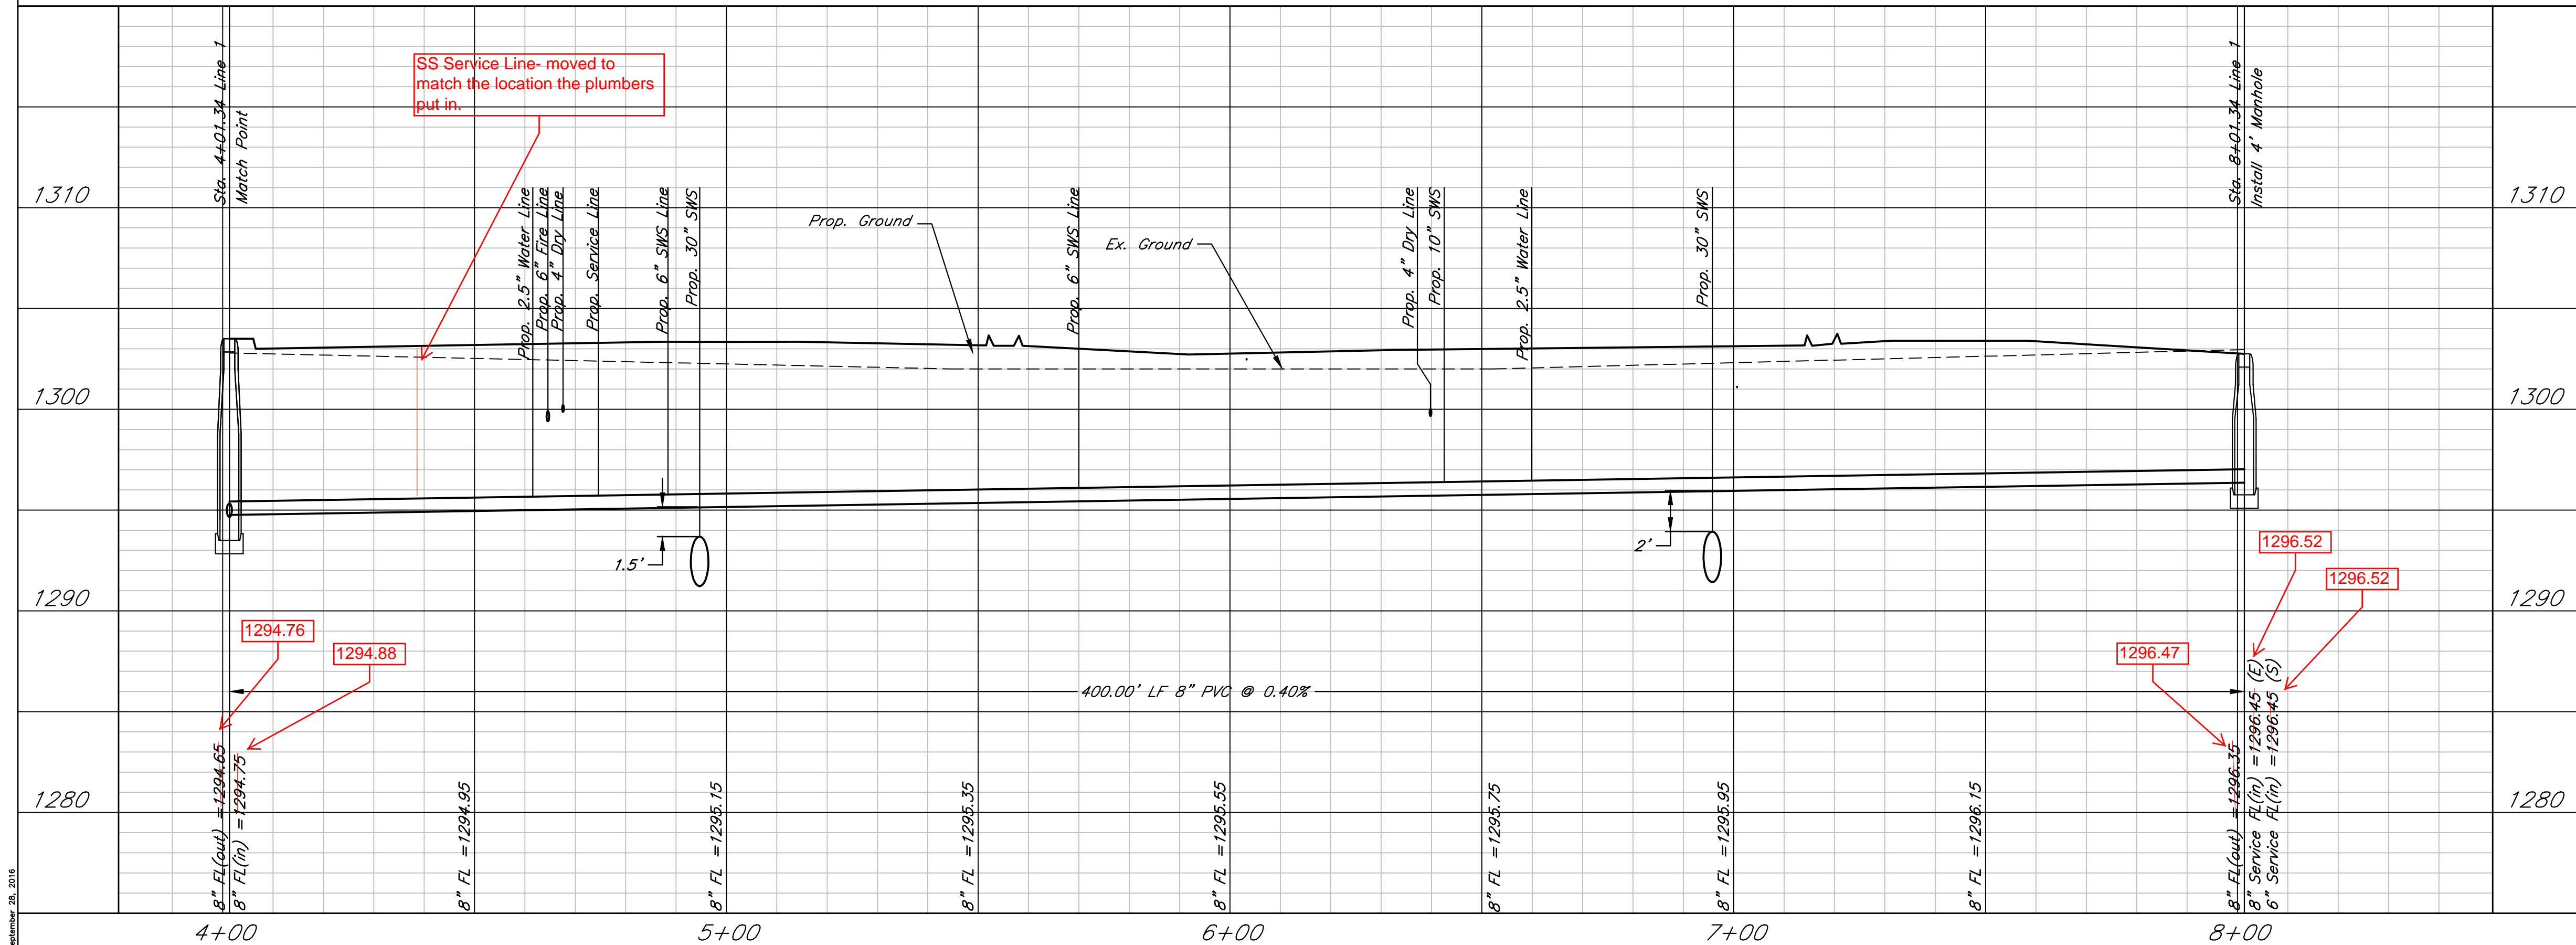 Sta. 4+01.34 Line 1
Match Point
SS Service Line- moved to
match the location the plumbers
put in.
Sta. 8+01.34 Line 1
Install 4' Manhole
1310
1310
Prop. 2.5" Water Line
Prop. 6" Fire Line
Prop. 4" Dry Line
Prop. Service Line
Prop. 6" SWS Line
Prop. 30" SWS
Prop. Ground
Prop. 6" SWS Line
Ex. Ground
Prop. 4" Dry Line
Prop. 10" SWS
Prop. 2.5" Water Line
Prop. 30" SWS
1300
1300
1.5'
2'
1296.52
1296.52
1290
1290
1294.76
1294.88
1296.47
400.00' LF 8" PVC @ 0.40%
1280
1280
8" FL(out) =1294.65
8" FL(in) =1294.75
8" FL =1294.95
8" FL =1295.15
8" FL =1295.35
8" FL =1295.55
8" FL =1295.75
8" FL =1295.95
8" FL =1296.15
8" FL(out) =1296.35
8" Service FL(in) =1296.45 (E)
6" Service FL(in) =1296.45 (S)
4+00
5+00
6+00
7+00
8+00
28, 2016